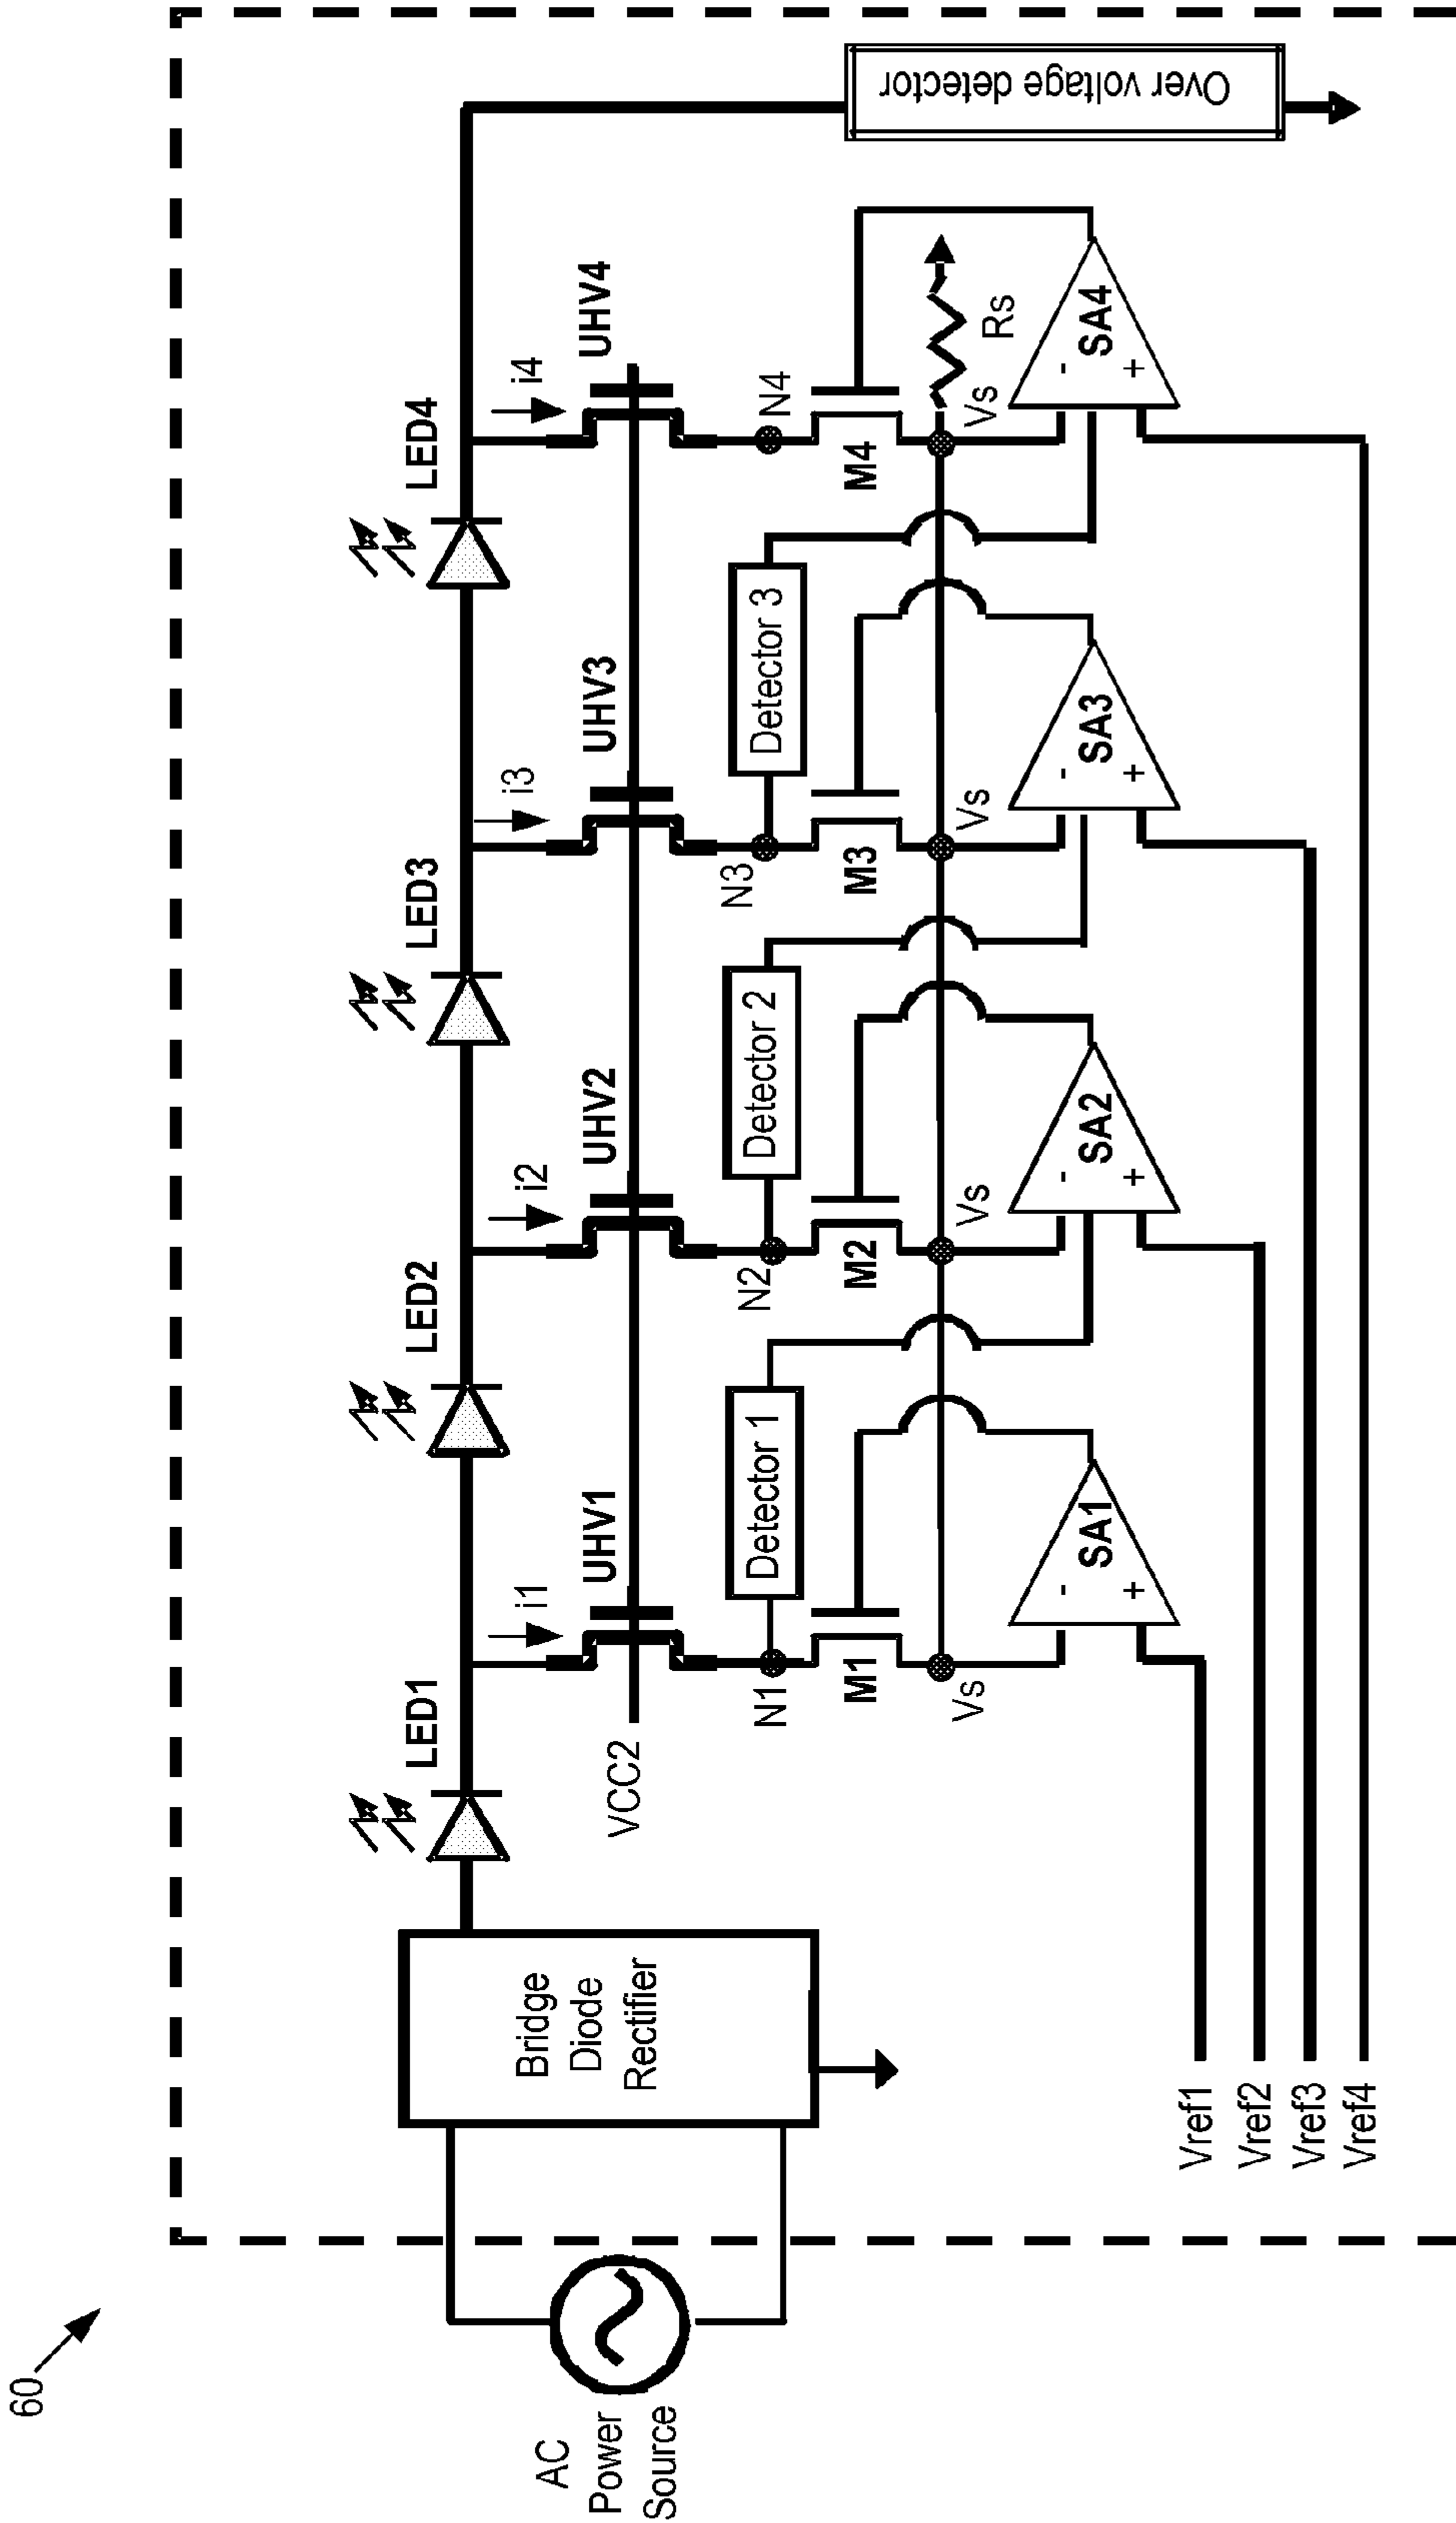 60
AC
Power
Source
Bridge
Diode
Rectifier
LED1
LED2
LED3
LED4
i1
i2
i3
i4
UHV1
UHV2
UHV3
UHV4
VCC2
N1
Detector 1
N2
Detector 2
N3
Detector 3
N4
M1
M2
M3
M4
Vs
Vs
Vs
Vs
Rs
- SA1 +
- SA2 +
- SA3 +
- SA4 +
Over voltage detector
Vref1
Vref2
Vref3
Vref4